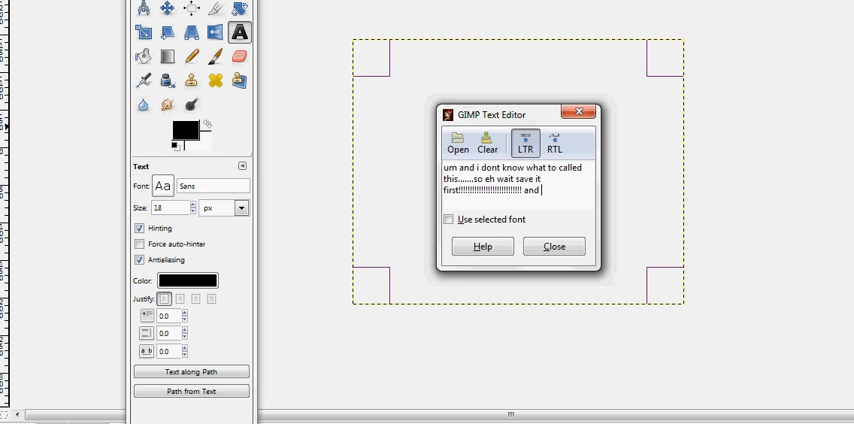 A
Text
Font: Aa Sans
Size: 18 px
Hinting
Force auto-hinter
Antialiasing
Color:
Justify:
0.0
0.0
a b 0.0
Text along Path
Path from Text
GIMP Text Editor
Open Clear LTR RTL
um and i dont know what to called
this.......so eh wait save it
first!!!!!!!!!!!!!!!!!!!!!!!!!!!!! and
Use selected font
Help Close